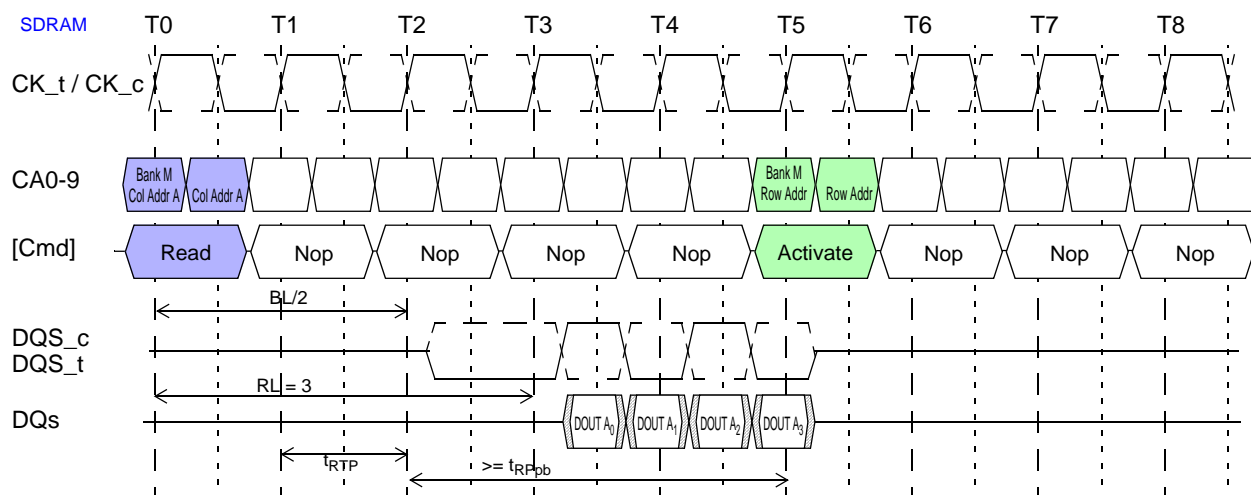 SDRAM T0 T1 T2 T3 T4 T5 T6 T7 T8
CK_t / CK_c
CA0-9
Bank M
Col Addr A
Col Addr A
Bank M
Row Addr
Row Addr
[Cmd] Read Nop Nop Nop Nop Activate Nop Nop Nop
BL/2
DQS_c
DQS_t
RL = 3
DQs DOUT A0 DOUT A1 DOUT A2 DOUT A3
tRTP >= tRPpb